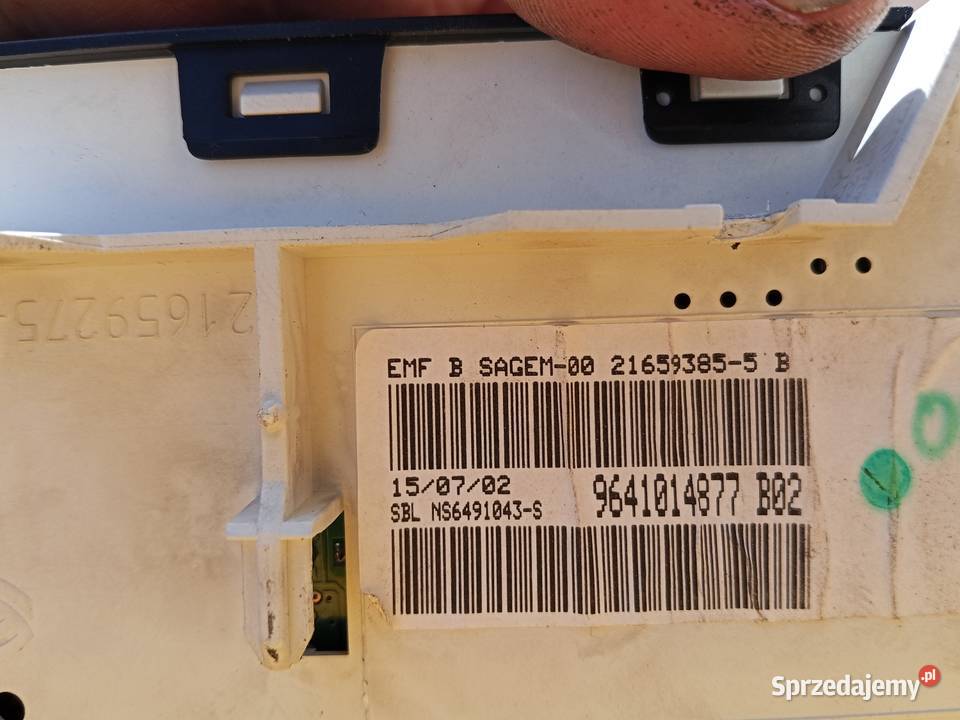 21659275-
EMF B SAGEM-00 21659385-5 B
15/07/02
9641014877 B02
SBL NS6491043-S
Sprzedajemy.pl